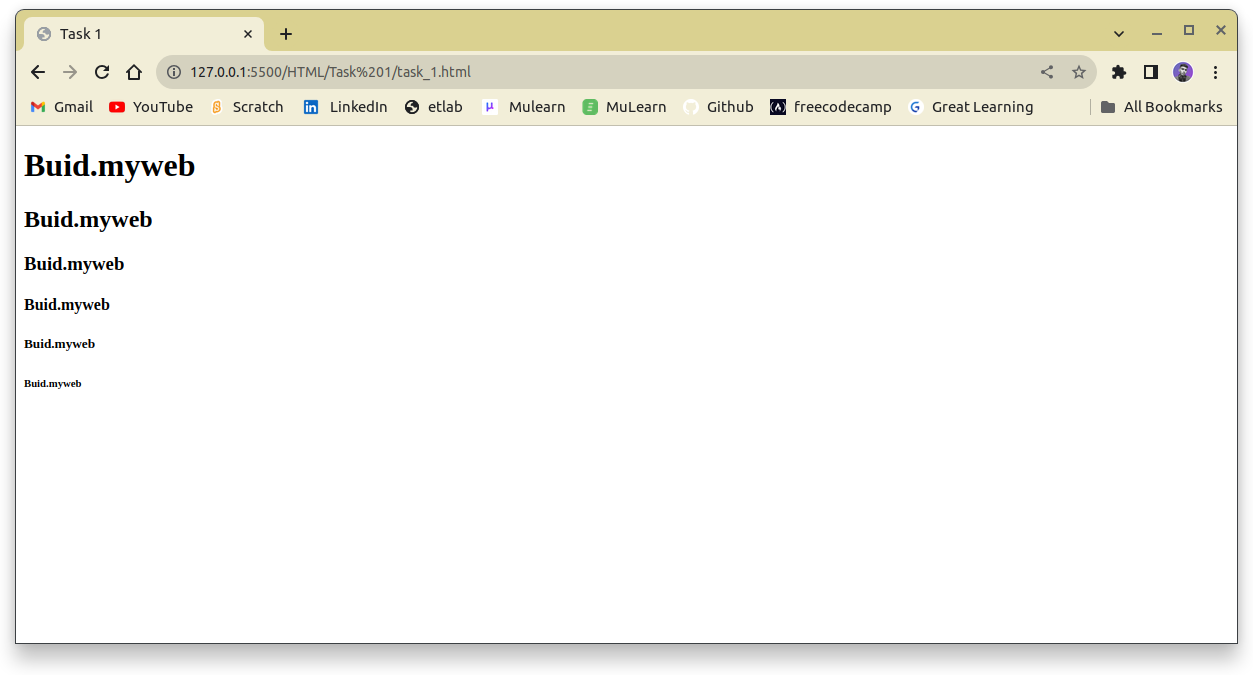 Task 1
127.0.0.1:5500/HTML/Task%201/task_1.html
Gmail YouTube Scratch LinkedIn etlab Mulearn MuLearn Github freecodecamp Great Learning All Bookmarks
Buid.myweb
Buid.myweb
Buid.myweb
Buid.myweb
Buid.myweb
Buid.myweb